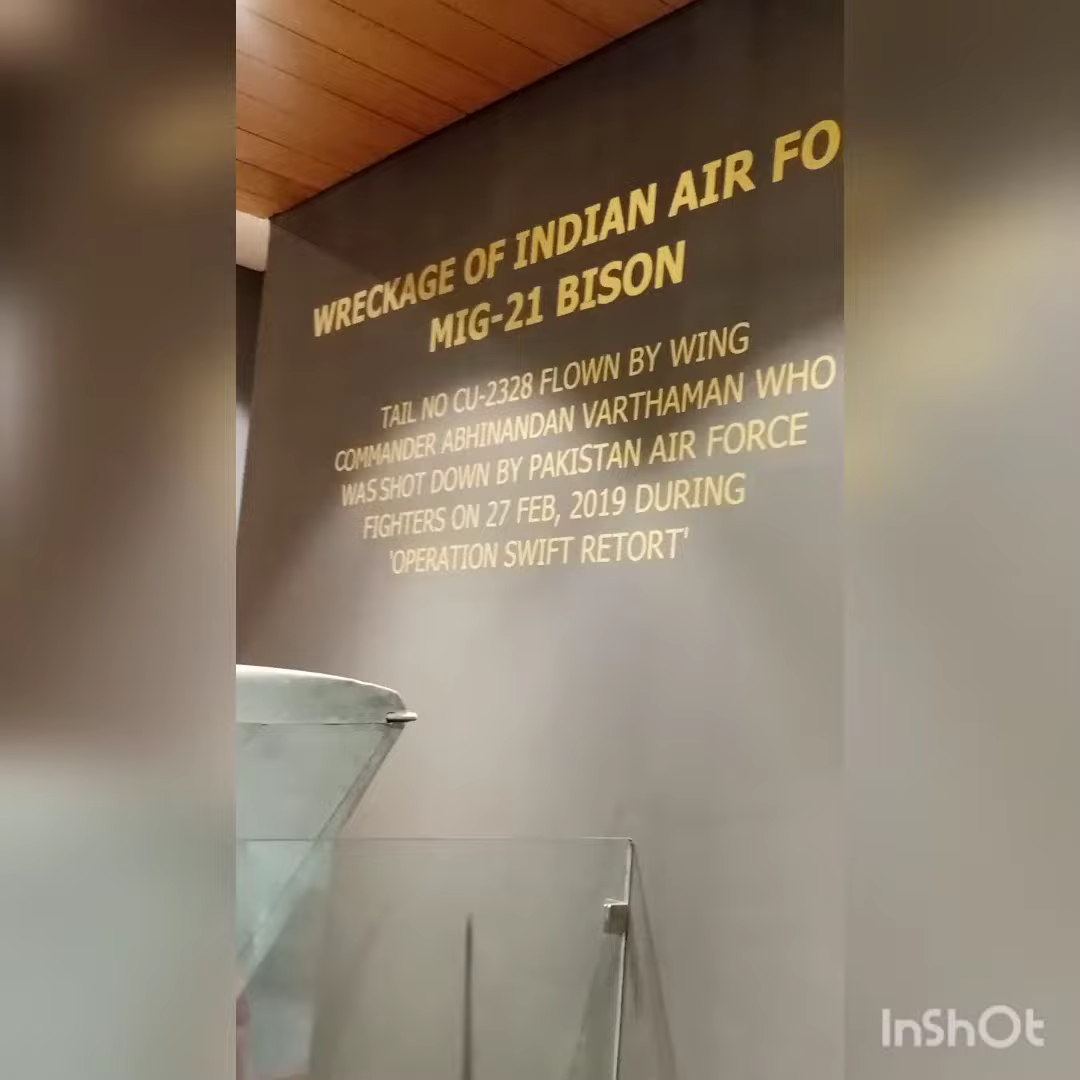 WRECKAGE OF INDIAN AIR FO
MIG-21 BISON
TAIL NO CU-2328 FLOWN BY WING
COMMANDER ABHINANDAN VARTHAMAN WHO
WAS SHOT DOWN BY PAKISTAN AIR FORCE
FIGHTERS ON 27 FEB, 2019 DURING
'OPERATION SWIFT RETORT'
InShOt